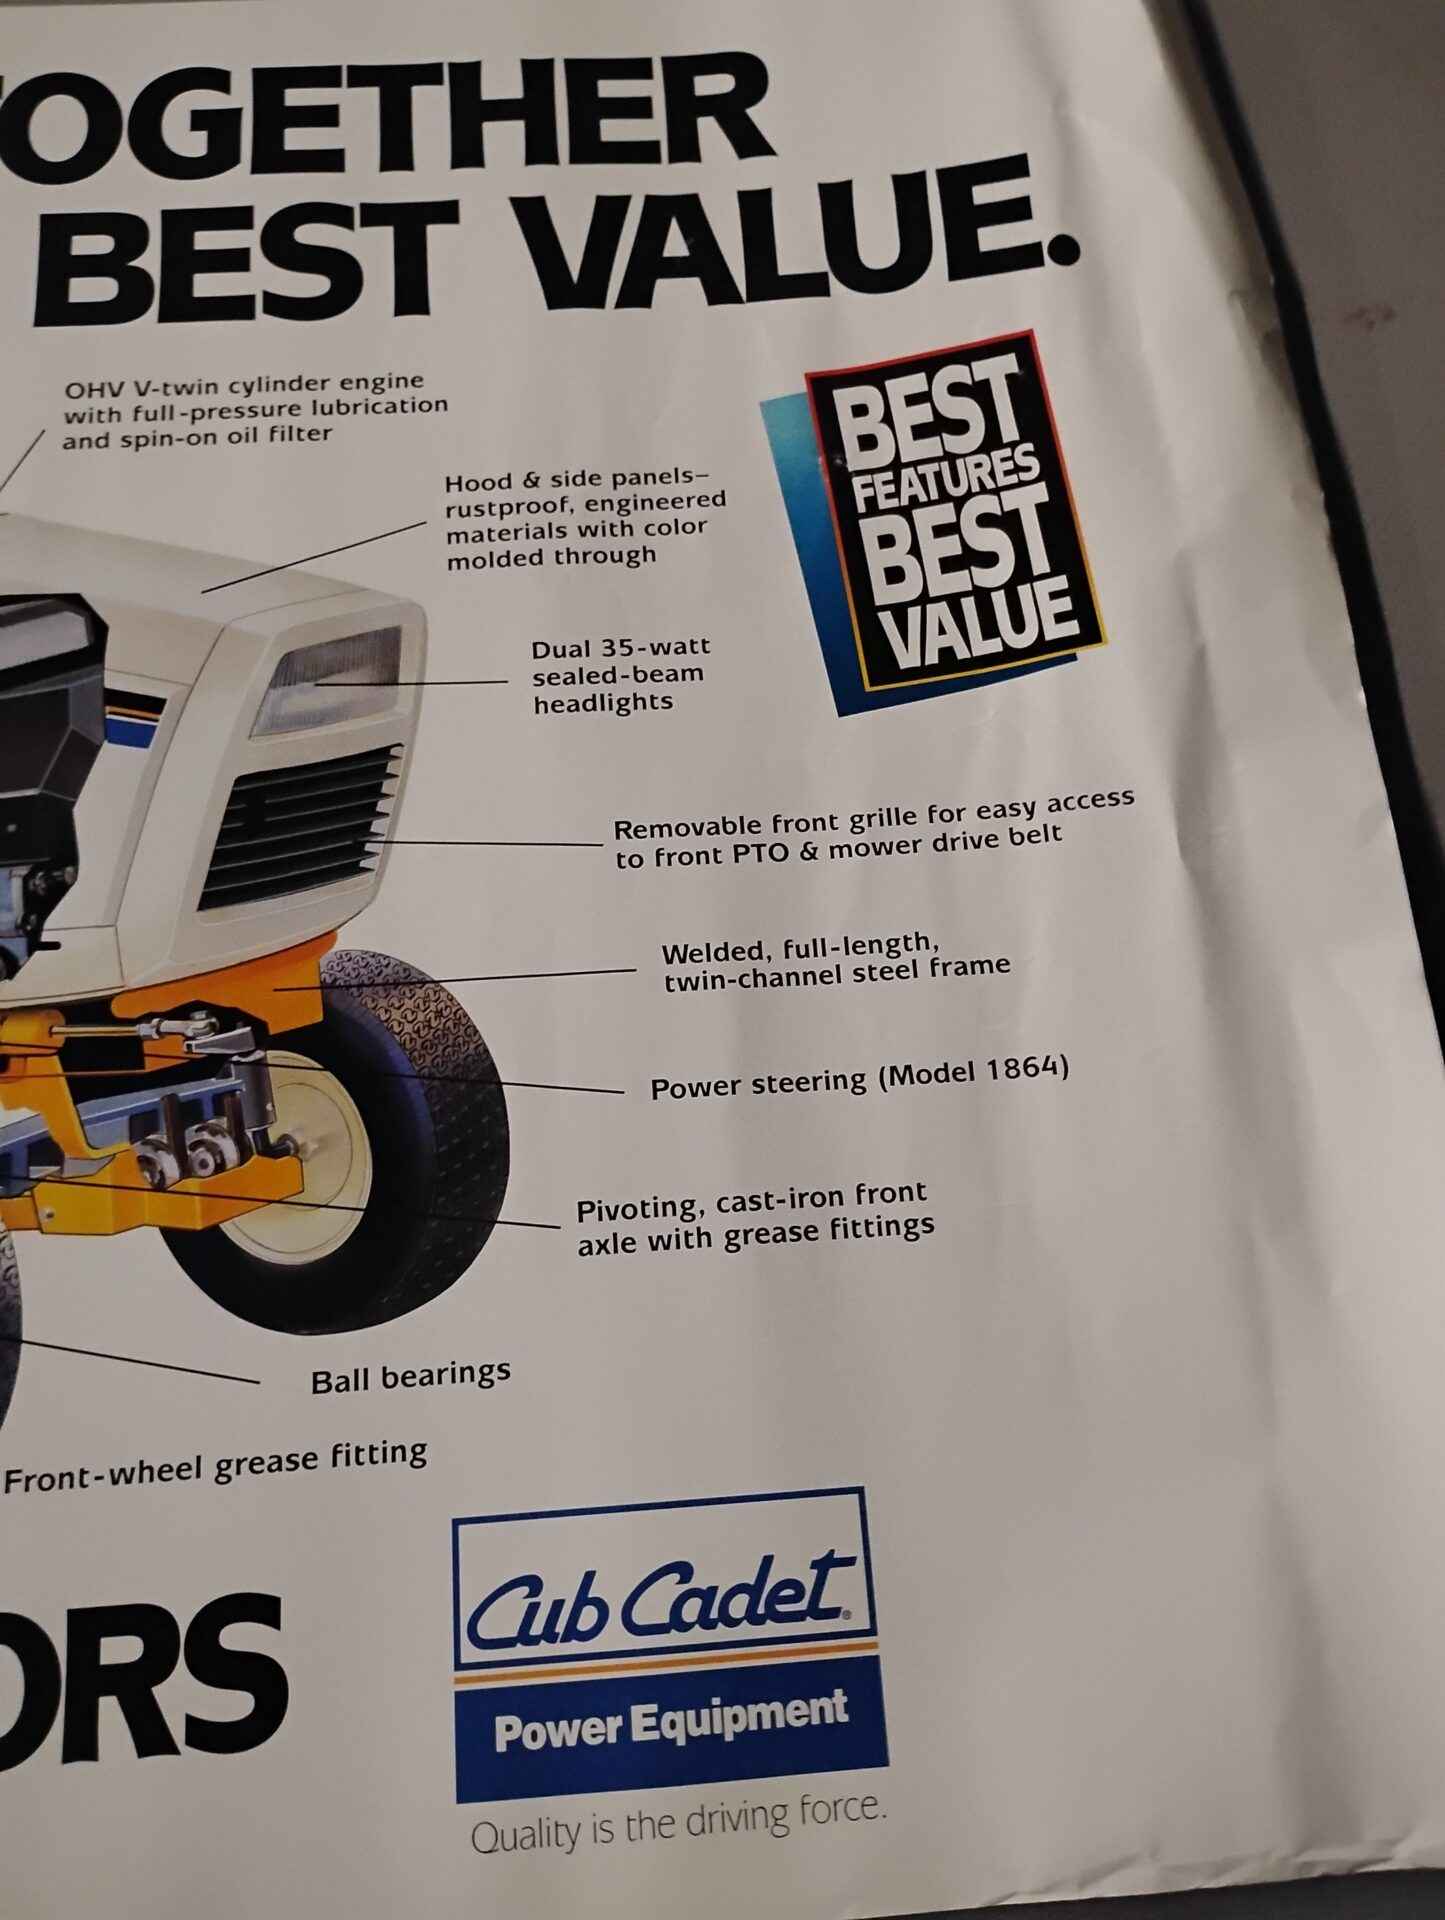 OGETHER
BEST VALUE.
OHV V-twin cylinder engine
with full-pressure lubrication
and spin-on oil filter
Hood & side panels–
rustproof, engineered
materials with color
molded through
BEST
FEATURES
BEST
VALUE
Dual 35-watt
sealed-beam
headlights
Removable front grille for easy access
to front PTO & mower drive belt
Welded, full-length,
twin-channel steel frame
Power steering (Model 1864)
Pivoting, cast-iron front
axle with grease fittings
Ball bearings
Front-wheel grease fitting
ORS
Cub Cadet®
Power Equipment
Quality is the driving force.